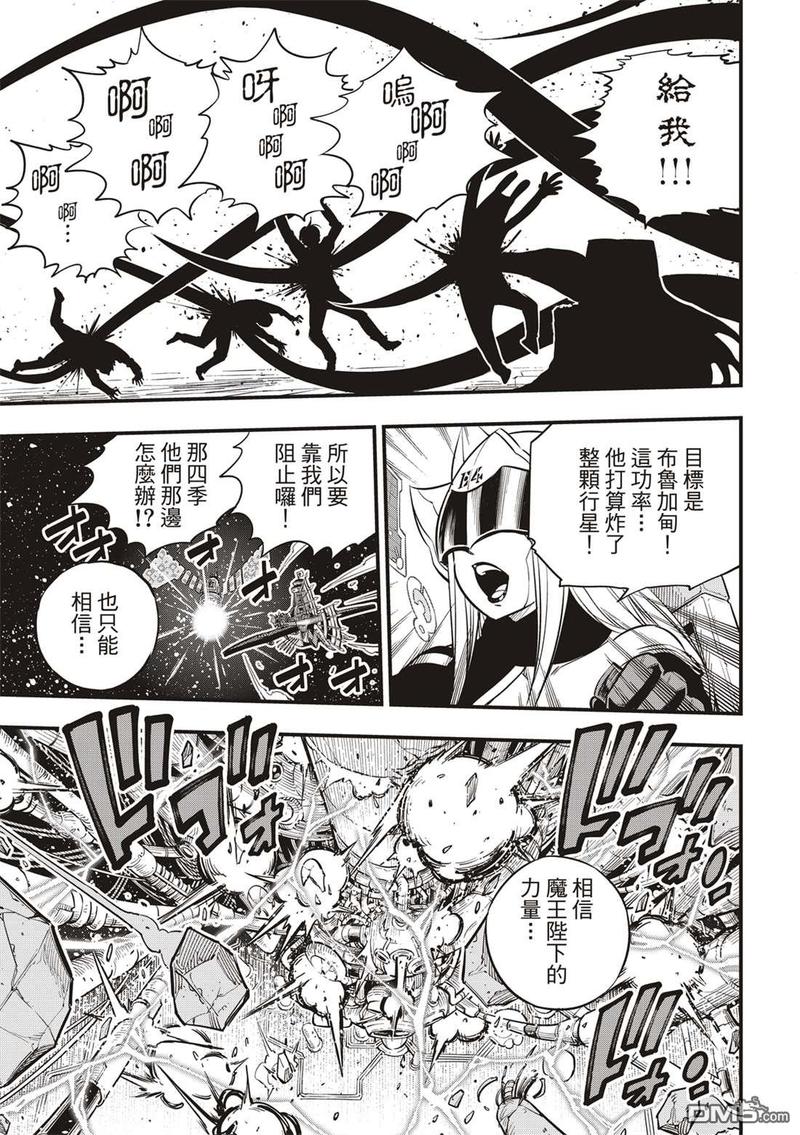 給我
!!!
嗚啊
啊
啊
呀
啊
啊
啊
啊
啊
啊
啊
啊…
目標是
布魯加甸！
這功率…
他打算炸了
整顆行星！
E4
所以要
靠我們
阻止囉！
那四季
他們那邊
怎麼辦!?
オオ
オオ
也只能
相信…
ドゴォ
ドゴォ
相信
魔王陛下的
力量…
オオ
オオ
DM5.COM